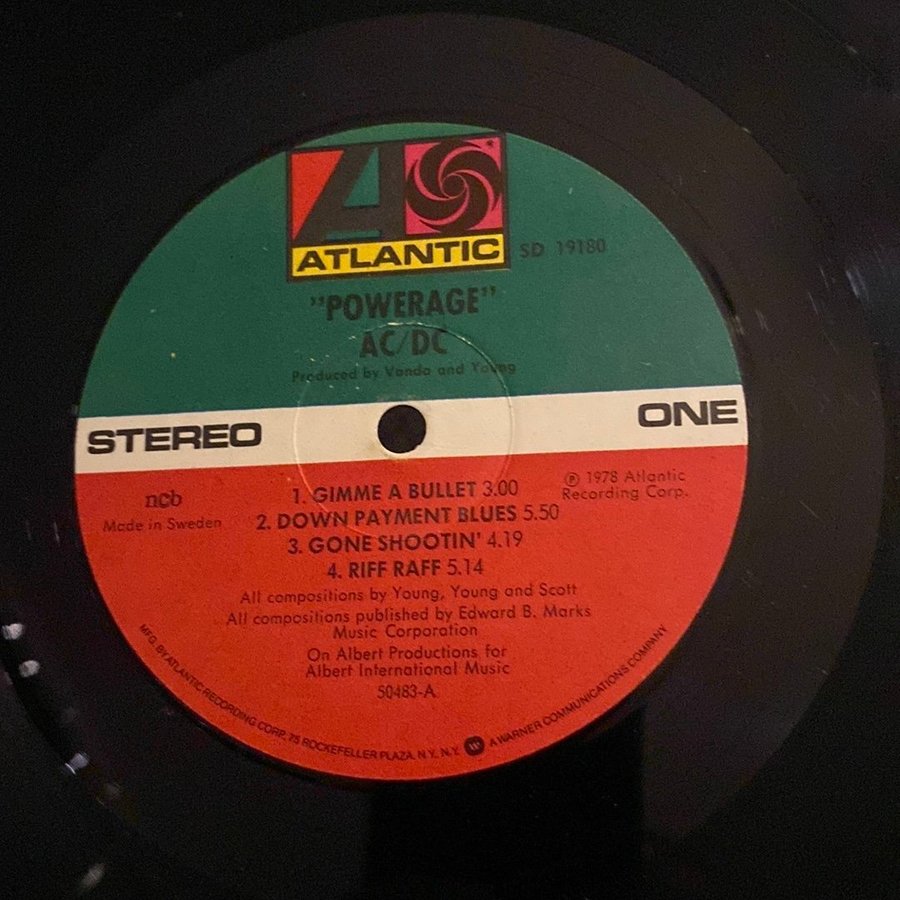 ATLANTIC
SD 19180
"POWERAGE"
AC/DC
Produced by Vanda and Young
STEREO
ONE
ncb
Made in Sweden
℗ 1978 Atlantic
Recording Corp.
1. GIMME A BULLET 3.00
2. DOWN PAYMENT BLUES 5.50
3. GONE SHOOTIN' 4.19
4. RIFF RAFF 5.14
All compositions by Young, Young and Scott
All compositions published by Edward B. Marks
Music Corporation
On Albert Productions for
Albert International Music
50483-A
MFG. BY ATLANTIC RECORDING CORP. 75 ROCKEFELLER PLAZA, N.Y. N.Y. A WARNER COMMUNICATIONS COMPANY